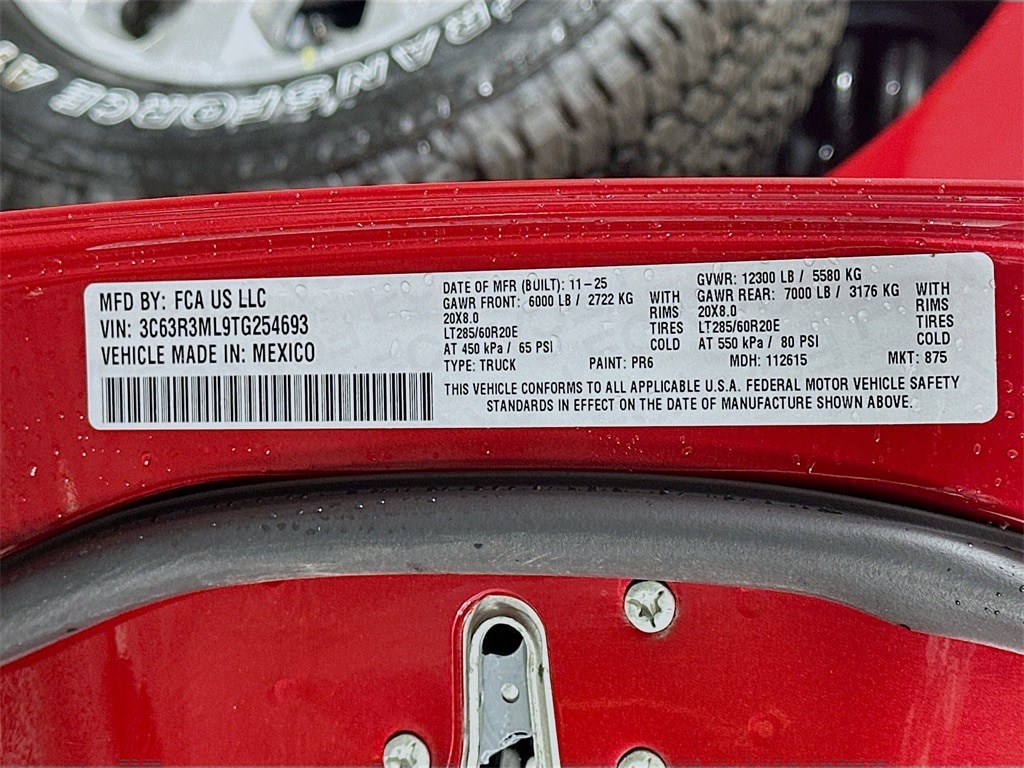 TRANSFORCE AT
MFD BY: FCA US LLC
VIN: 3C63R3ML9TG254693
VEHICLE MADE IN: MEXICO
DATE OF MFR (BUILT): 11-25
GAWR FRONT: 6000 LB / 2722 KG
20X8.0
LT285/60R20E
AT 450 kPa / 65 PSI
WITH
RIMS
TIRES
COLD
GVWR: 12300 LB / 5580 KG
GAWR REAR: 7000 LB / 3176 KG
20X8.0
LT285/60R20E
AT 550 kPa / 80 PSI
WITH
RIMS
TIRES
COLD
TYPE: TRUCK PAINT: PR6 MDH: 112615 MKT: 875
THIS VEHICLE CONFORMS TO ALL APPLICABLE U.S.A. FEDERAL MOTOR VEHICLE SAFETY
STANDARDS IN EFFECT ON THE DATE OF MANUFACTURE SHOWN ABOVE.